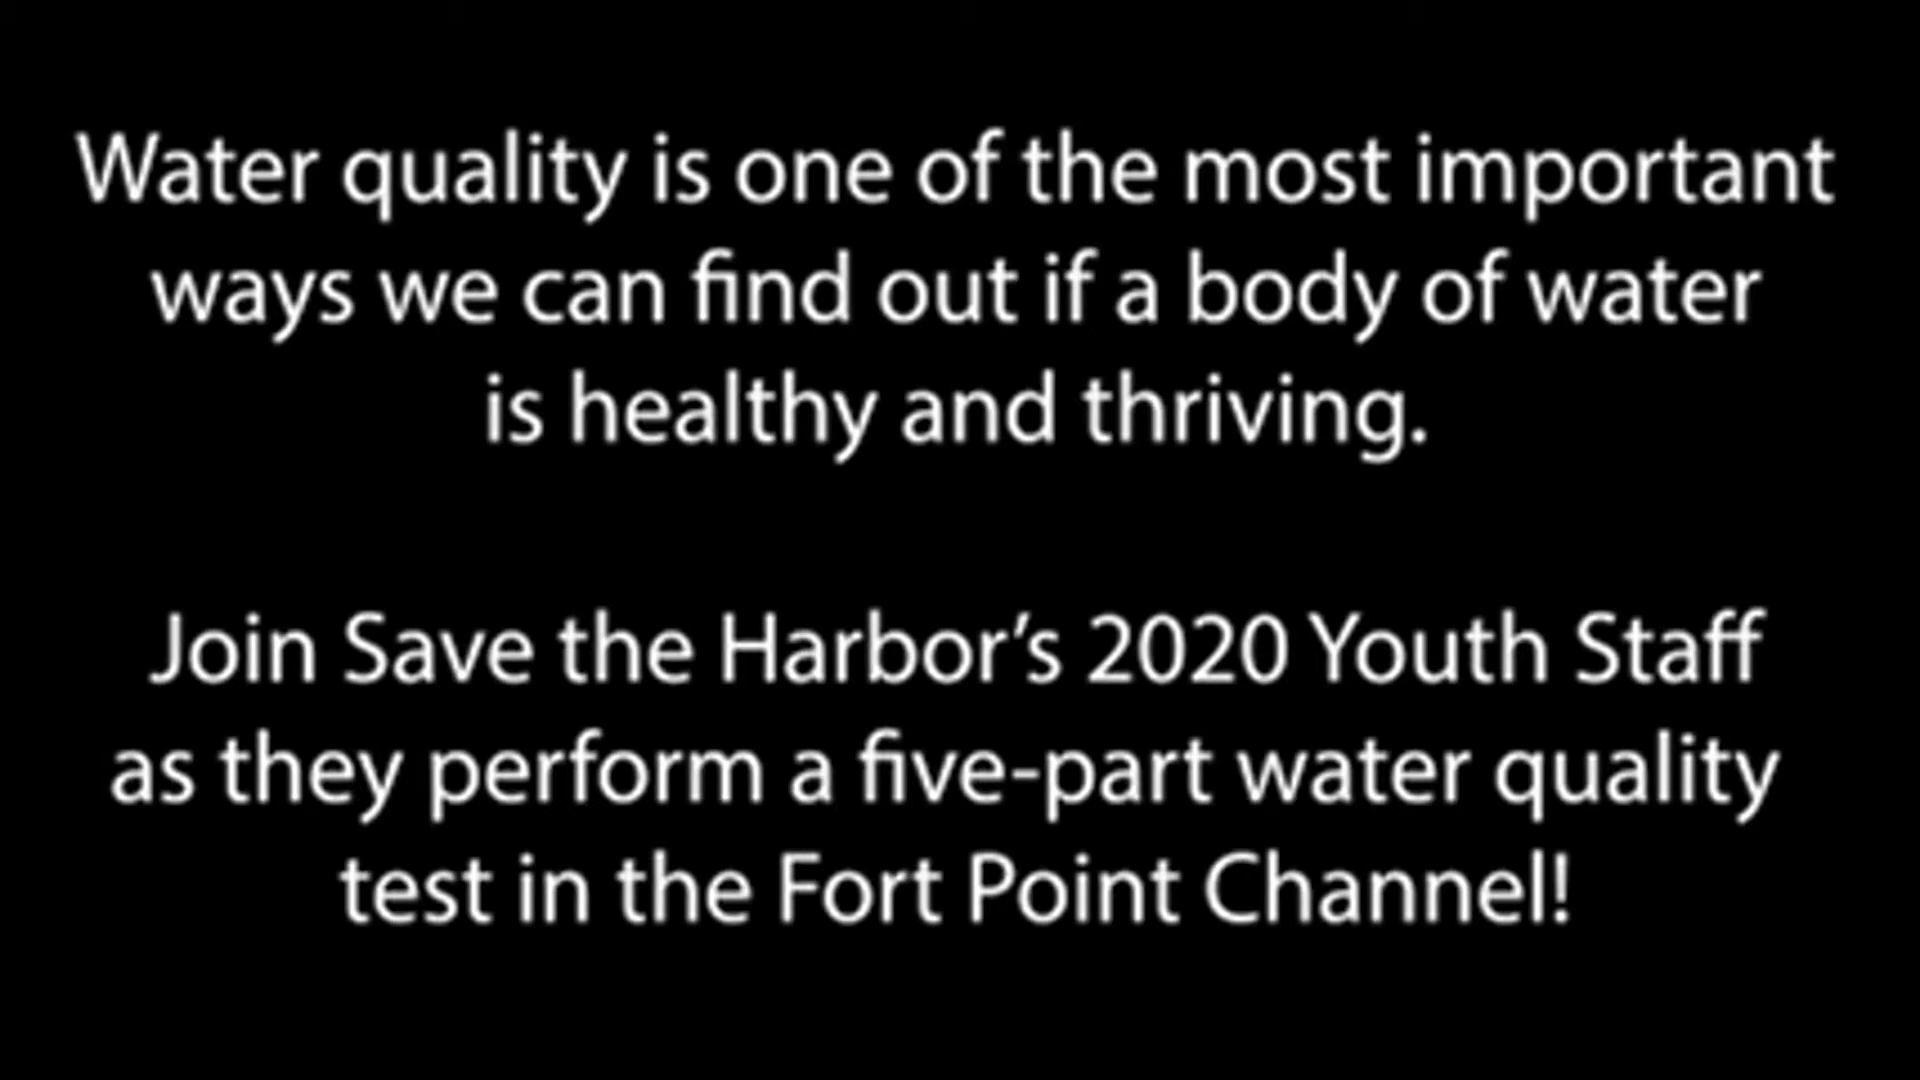 Water quality is one of the most important
ways we can find out if a body of water
is healthy and thriving.
Join Save the Harbor’s 2020 Youth Staff
as they perform a five-part water quality
test in the Fort Point Channel!